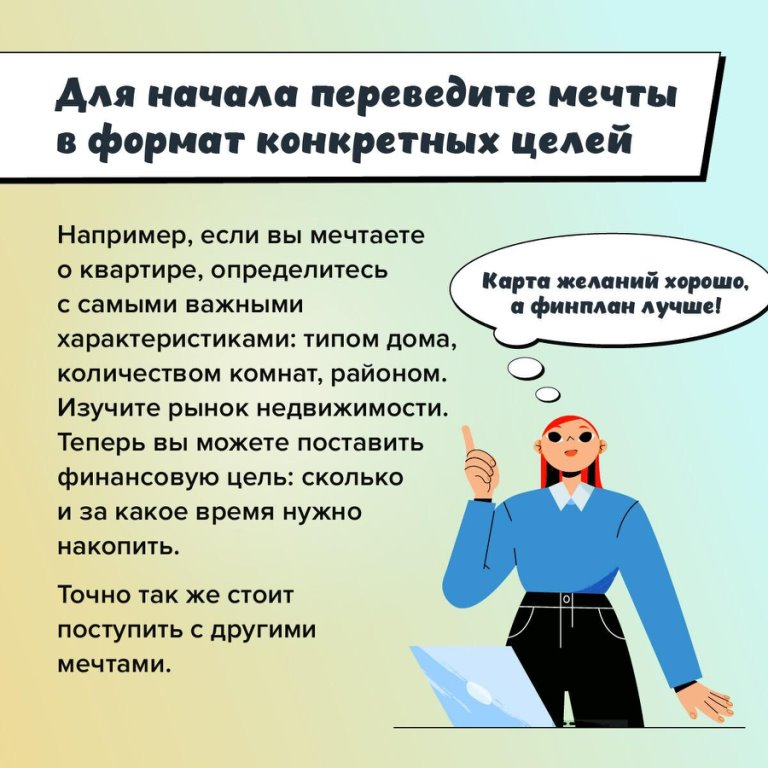 Для начала переведите мечты
в формат конкретных целей
Например, если вы мечтаете
о квартире, определитесь
с самыми важными
характеристиками: типом дома,
количеством комнат, районом.
Изучите рынок недвижимости.
Теперь вы можете поставить
финансовую цель: сколько
и за какое время нужно
накопить.
Точно так же стоит
поступить с другими
мечтами.
Карта желаний хорошо,
а финплан лучше!